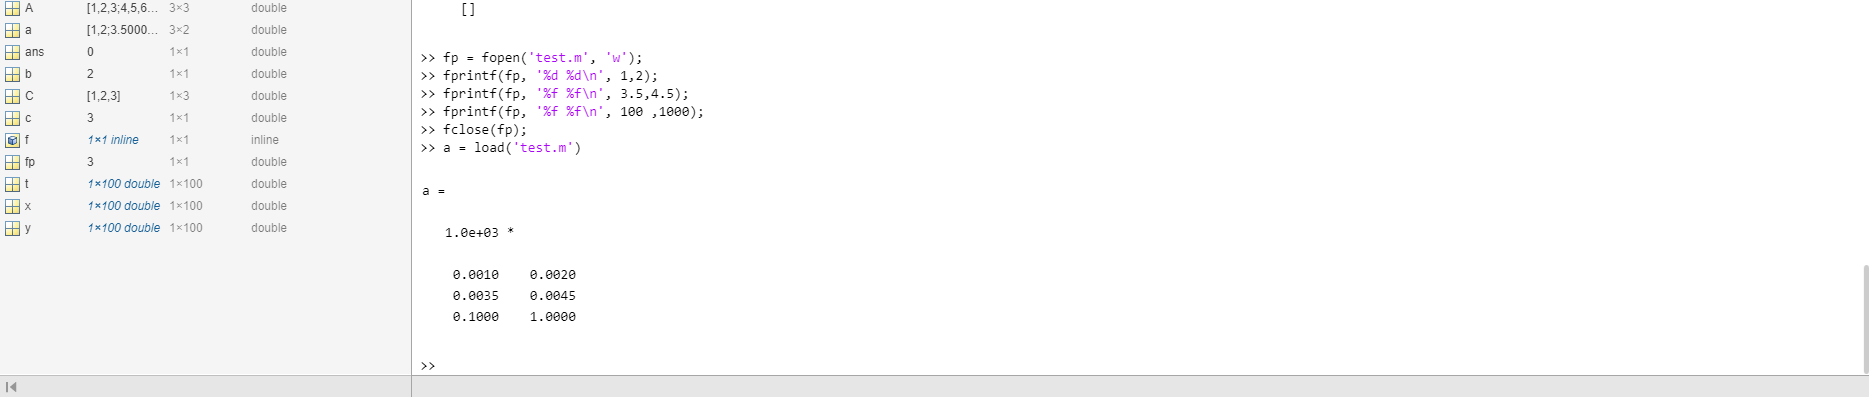 A [1,2,3;4,5,6... 3×3 double
a [1,2;3.5000... 3×2 double
ans 0 1×1 double
b 2 1×1 double
C [1,2,3] 1×3 double
c 3 1×1 double
f 1×1 inline 1×1 inline
fp 3 1×1 double
t 1×100 double 1×100 double
x 1×100 double 1×100 double
y 1×100 double 1×100 double
[]
>> fp = fopen('test.m', 'w');
>> fprintf(fp, '%d %d\n', 1,2);
>> fprintf(fp, '%f %f\n', 3.5,4.5);
>> fprintf(fp, '%f %f\n', 100 ,1000);
>> fclose(fp);
>> a = load('test.m')
a =
1.0e+03 *
0.0010 0.0020
0.0035 0.0045
0.1000 1.0000
>>